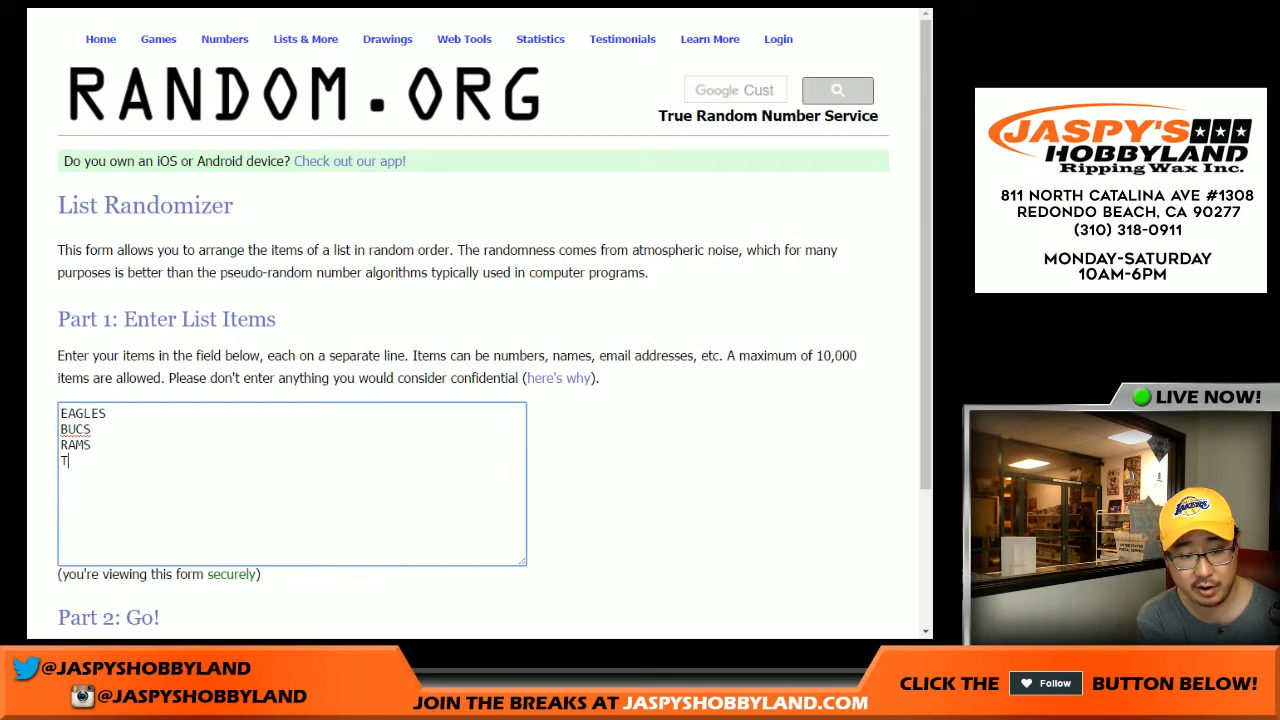 Home Games Numbers Lists & More Drawings Web Tools Statistics Testimonials Learn More Login
RANDOM.ORG
Google Cust
True Random Number Service
Do you own an iOS or Android device? Check out our app!
List Randomizer
This form allows you to arrange the items of a list in random order. The randomness comes from atmospheric noise, which for many
purposes is better than the pseudo-random number algorithms typically used in computer programs.
Part 1: Enter List Items
Enter your items in the field below, each on a separate line. Items can be numbers, names, email addresses, etc. A maximum of 10,000
items are allowed. Please don't enter anything you would consider confidential (here's why).
EAGLES
BUCS
RAMS
T
(you're viewing this form securely)
Part 2: Go!
JASPY'S
HOBBYLAND
Ripping Wax Inc.
811 NORTH CATALINA AVE #1308
REDONDO BEACH, CA 90277
(310) 318-0911
MONDAY-SATURDAY
10AM-6PM
LIVE NOW!
LAKERS
@JASPYSHOBBYLAND
@JASPYSHOBBYLAND
JOIN THE BREAKS AT JASPYSHOBBYLAND.COM
CLICK THE Follow BUTTON BELOW!